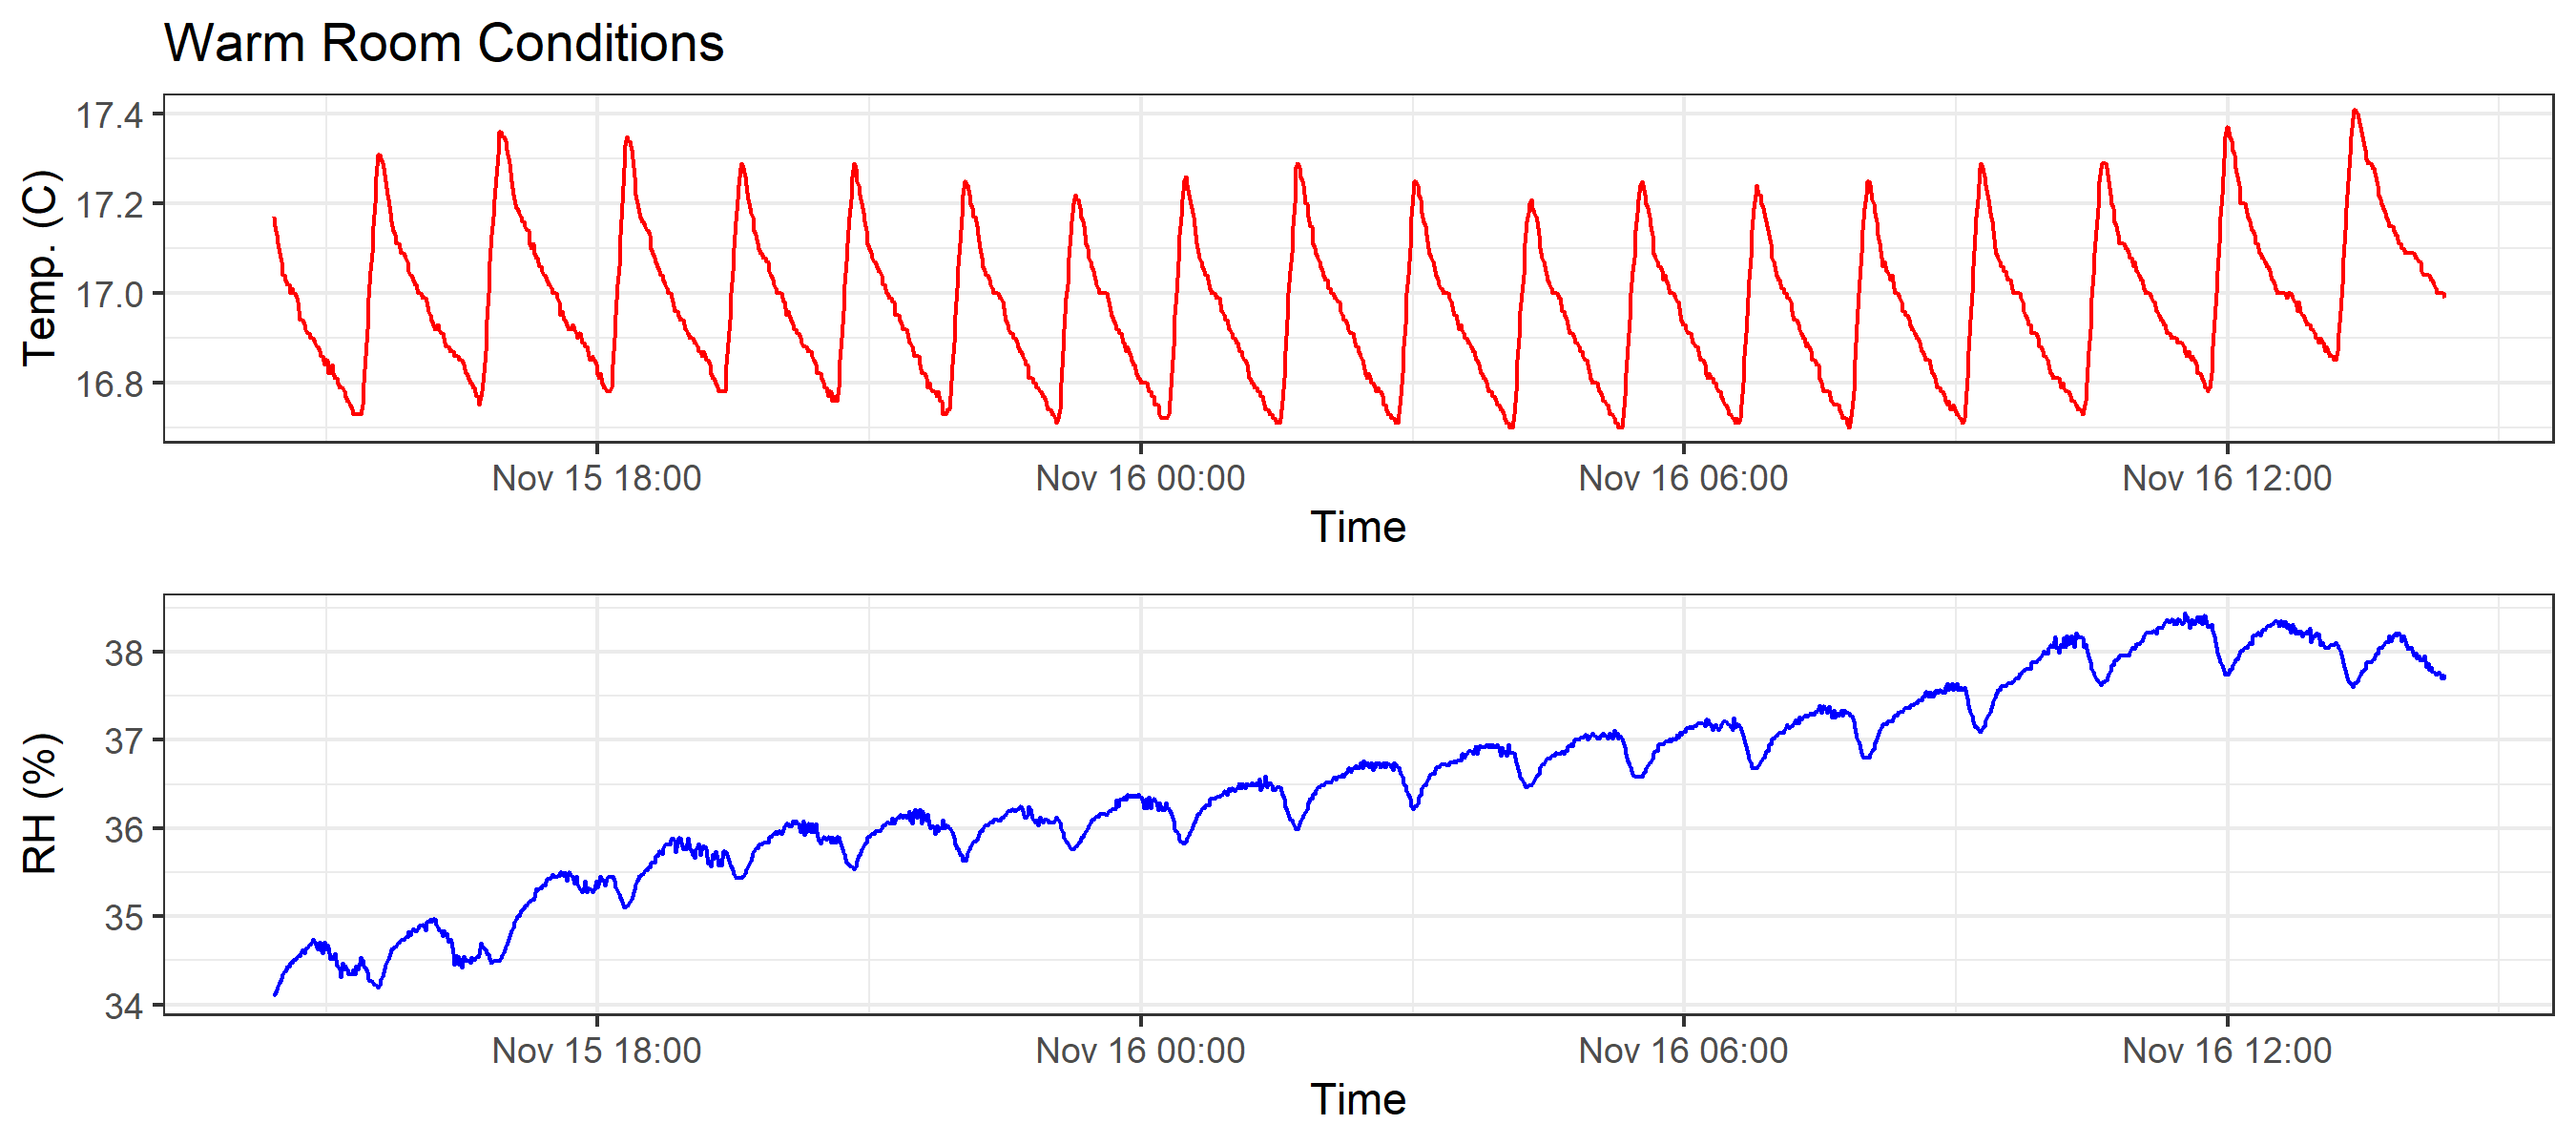 Warm Room Conditions
17.4
17.2
17.0
16.8
Temp. (C)
Nov 15 18:00 Nov 16 00:00 Nov 16 06:00 Nov 16 12:00
Time
38
37
36
35
34
RH (%)
Nov 15 18:00 Nov 16 00:00 Nov 16 06:00 Nov 16 12:00
Time